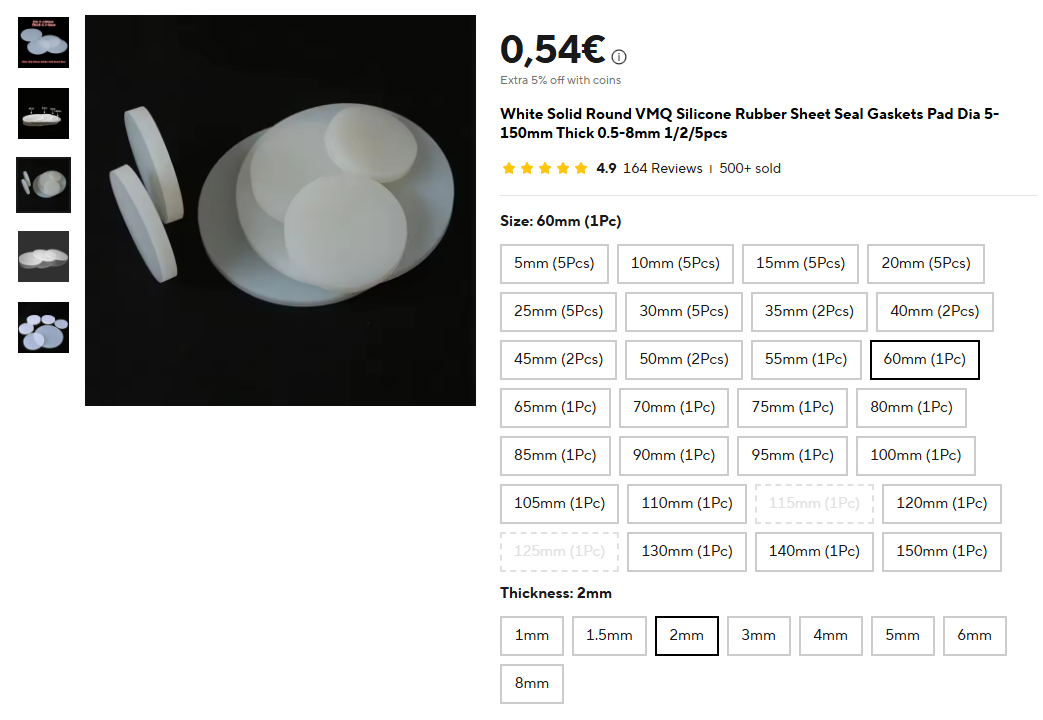 0,54€
Extra 5% off with coins
White Solid Round VMQ Silicone Rubber Sheet Seal Gaskets Pad Dia 5-
150mm Thick 0.5-8mm 1/2/5pcs
4.9 164 Reviews | 500+ sold
Size: 60mm (1Pc)
5mm (5Pcs) 10mm (5Pcs) 15mm (5Pcs) 20mm (5Pcs)
25mm (5Pcs) 30mm (5Pcs) 35mm (2Pcs) 40mm (2Pcs)
45mm (2Pcs) 50mm (2Pcs) 55mm (1Pc) 60mm (1Pc)
65mm (1Pc) 70mm (1Pc) 75mm (1Pc) 80mm (1Pc)
85mm (1Pc) 90mm (1Pc) 95mm (1Pc) 100mm (1Pc)
105mm (1Pc) 110mm (1Pc) 115mm (1Pc) 120mm (1Pc)
125mm (1Pc) 130mm (1Pc) 140mm (1Pc) 150mm (1Pc)
Thickness: 2mm
1mm 1.5mm 2mm 3mm 4mm 5mm 6mm
8mm